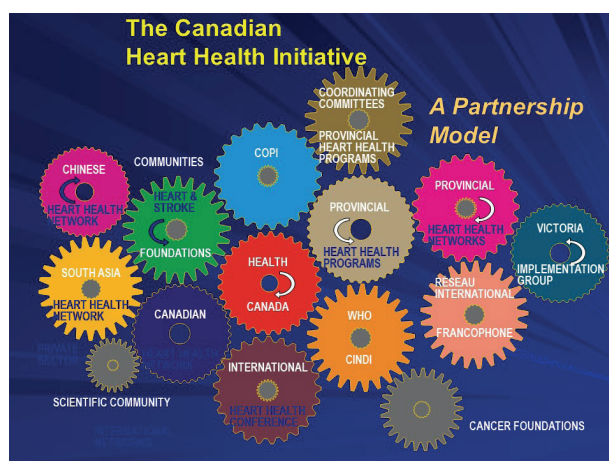 The Canadian
Heart Health Initiative
A Partnership
Model
COORDINATING
COMMITTEES
PROVINCIAL
HEART HEALTH
PROGRAMS
COPI
COMMUNITIES
CHINESE
HEART HEALTH
NETWORK
HEART &
STROKE
FOUNDATIONS
PROVINCIAL
HEART HEALTH
PROGRAMS
PROVINCIAL
HEART HEALTH
NETWORKS
VICTORIA
IMPLEMENTATION
GROUP
SOUTH ASIA
HEART HEALTH
NETWORK
HEALTH
CANADA
RÉSEAU
INTERNATIONAL
FRANCOPHONE
CANADIAN
WHO
CINDI
INTERNATIONAL
HEART HEALTH
CONFERENCE
SCIENTIFIC COMMUNITY
CANCER FOUNDATIONS
INTERNATIONAL